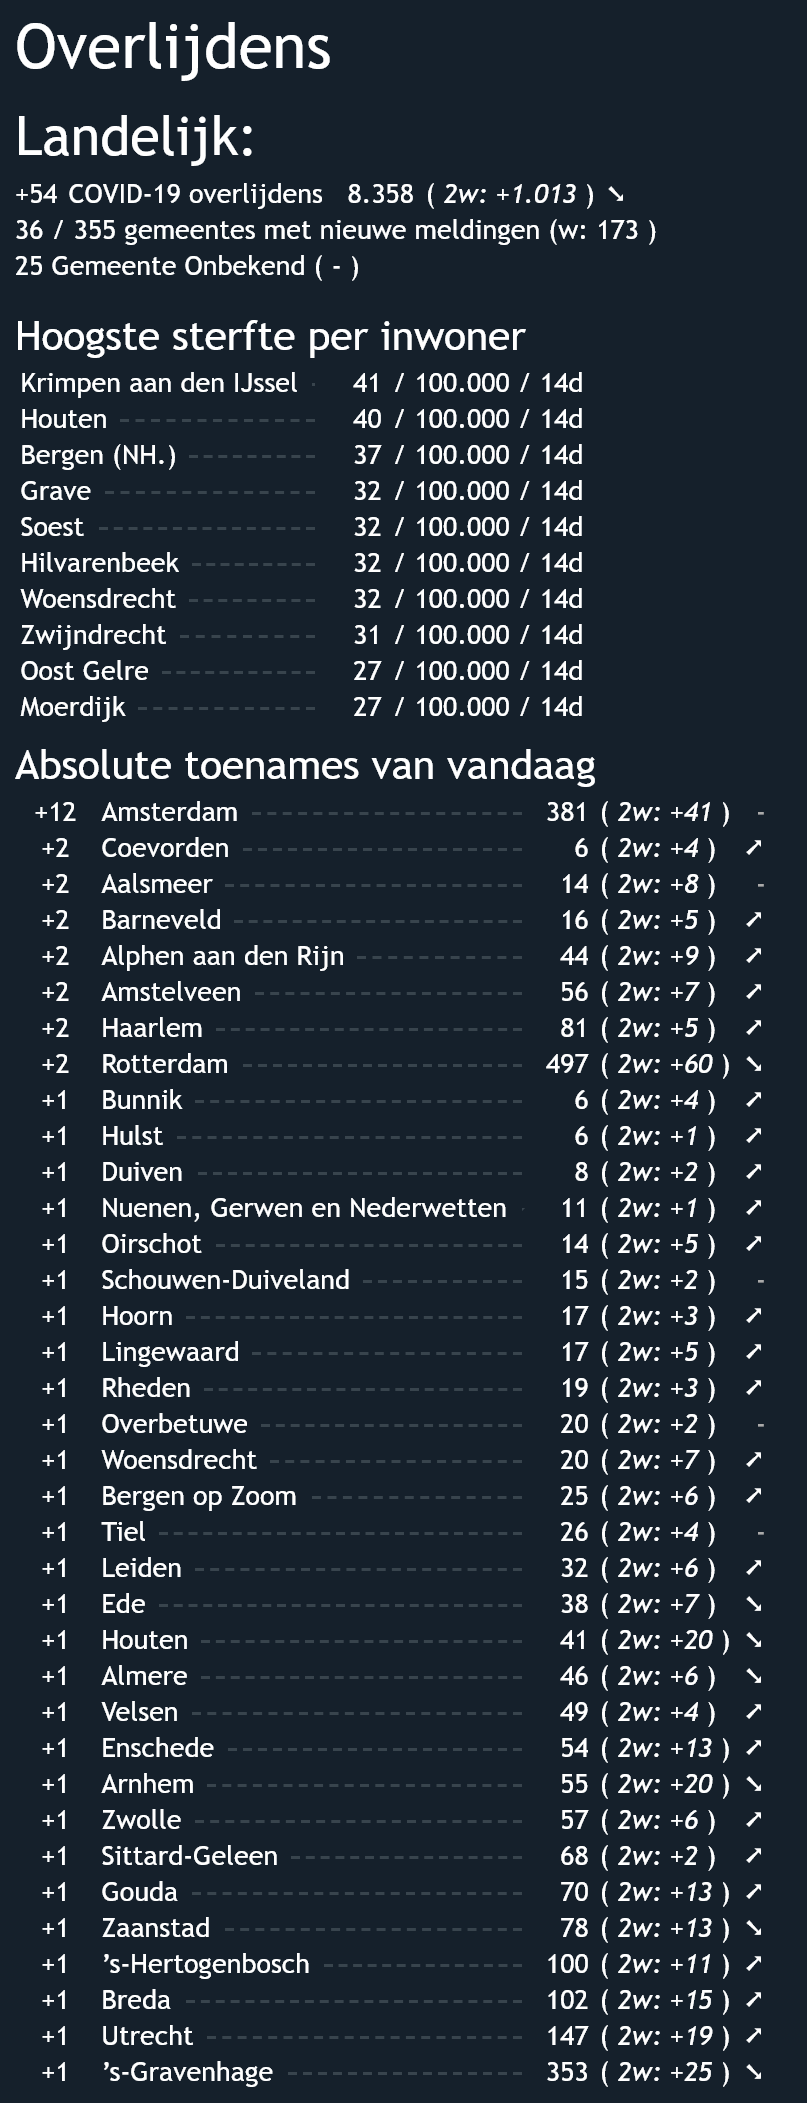 Overlijdens
Landelijk:
+54 COVID-19 overlijdens 8.358 ( 2w: +1.013 ) ➘
36 / 355 gemeentes met nieuwe meldingen (w: 173 )
25 Gemeente Onbekend ( - )
Hoogste sterfte per inwoner
Krimpen aan den IJssel - 41 / 100.000 / 14d
Houten -------------- 40 / 100.000 / 14d
Bergen (NH.) --------- 37 / 100.000 / 14d
Grave --------------- 32 / 100.000 / 14d
Soest --------------- 32 / 100.000 / 14d
Hilvarenbeek --------- 32 / 100.000 / 14d
Woensdrecht --------- 32 / 100.000 / 14d
Zwijndrecht ---------- 31 / 100.000 / 14d
Oost Gelre ----------- 27 / 100.000 / 14d
Moerdijk ------------ 27 / 100.000 / 14d
Absolute toenames van vandaag
+12 Amsterdam ------------------- 381 ( 2w: +41 ) -
+2 Coevorden ------------------- 6 ( 2w: +4 ) ➚
+2 Aalsmeer -------------------- 14 ( 2w: +8 ) -
+2 Barneveld ------------------- 16 ( 2w: +5 ) ➚
+2 Alphen aan den Rijn ----------- 44 ( 2w: +9 ) ➚
+2 Amstelveen ------------------ 56 ( 2w: +7 ) ➚
+2 Haarlem --------------------- 81 ( 2w: +5 ) ➚
+2 Rotterdam ------------------- 497 ( 2w: +60 ) ➘
+1 Bunnik ---------------------- 6 ( 2w: +4 ) ➚
+1 Hulst ----------------------- 6 ( 2w: +1 ) ➚
+1 Duiven ---------------------- 8 ( 2w: +2 ) ➚
+1 Nuenen, Gerwen en Nederwetten - 11 ( 2w: +1 ) ➚
+1 Oirschot --------------------- 14 ( 2w: +5 ) ➚
+1 Schouwen-Duiveland ----------- 15 ( 2w: +2 ) -
+1 Hoorn ----------------------- 17 ( 2w: +3 ) ➚
+1 Lingewaard ------------------- 17 ( 2w: +5 ) ➚
+1 Rheden ---------------------- 19 ( 2w: +3 ) ➚
+1 Overbetuwe ------------------ 20 ( 2w: +2 ) -
+1 Woensdrecht ----------------- 20 ( 2w: +7 ) ➚
+1 Bergen op Zoom -------------- 25 ( 2w: +6 ) ➚
+1 Tiel ------------------------- 26 ( 2w: +4 ) -
+1 Leiden ---------------------- 32 ( 2w: +6 ) ➚
+1 Ede ------------------------- 38 ( 2w: +7 ) ➘
+1 Houten ---------------------- 41 ( 2w: +20 ) ➘
+1 Almere ---------------------- 46 ( 2w: +6 ) ➘
+1 Velsen ---------------------- 49 ( 2w: +4 ) ➚
+1 Enschede -------------------- 54 ( 2w: +13 ) ➚
+1 Arnhem --------------------- 55 ( 2w: +20 ) ➘
+1 Zwolle ---------------------- 57 ( 2w: +6 ) ➚
+1 Sittard-Geleen ---------------- 68 ( 2w: +2 ) ➚
+1 Gouda ---------------------- 70 ( 2w: +13 ) ➚
+1 Zaanstad -------------------- 78 ( 2w: +13 ) ➘
+1 ’s-Hertogenbosch ------------- 100 ( 2w: +11 ) ➚
+1 Breda ----------------------- 102 ( 2w: +15 ) ➚
+1 Utrecht --------------------- 147 ( 2w: +19 ) ➚
+1 ’s-Gravenhage ---------------- 353 ( 2w: +25 ) ➘